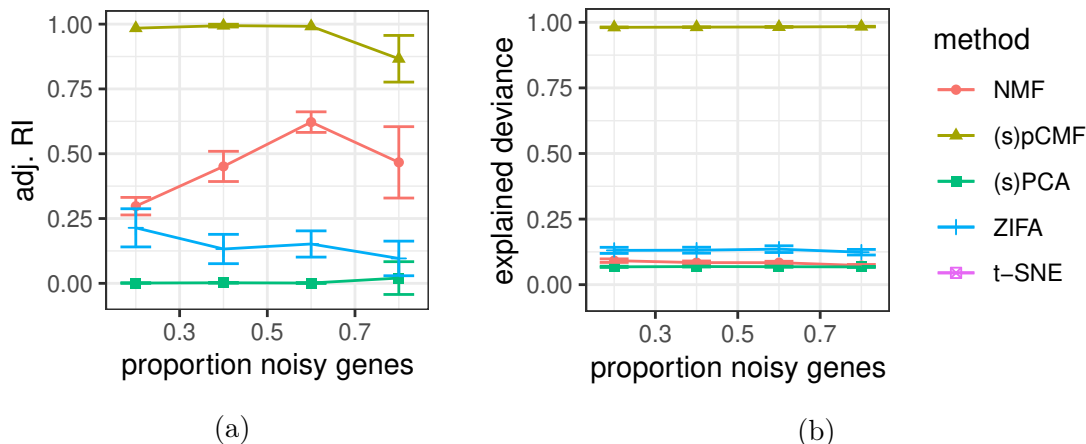 adj. RI
1.00
0.75
0.50
0.25
0.00
0.3 0.5 0.7
proportion noisy genes
(a)
explained deviance
1.00
0.75
0.50
0.25
0.00
0.3 0.5 0.7
proportion noisy genes
(b)
method
NMF
(s)pCMF
(s)PCA
ZIFA
t−SNE